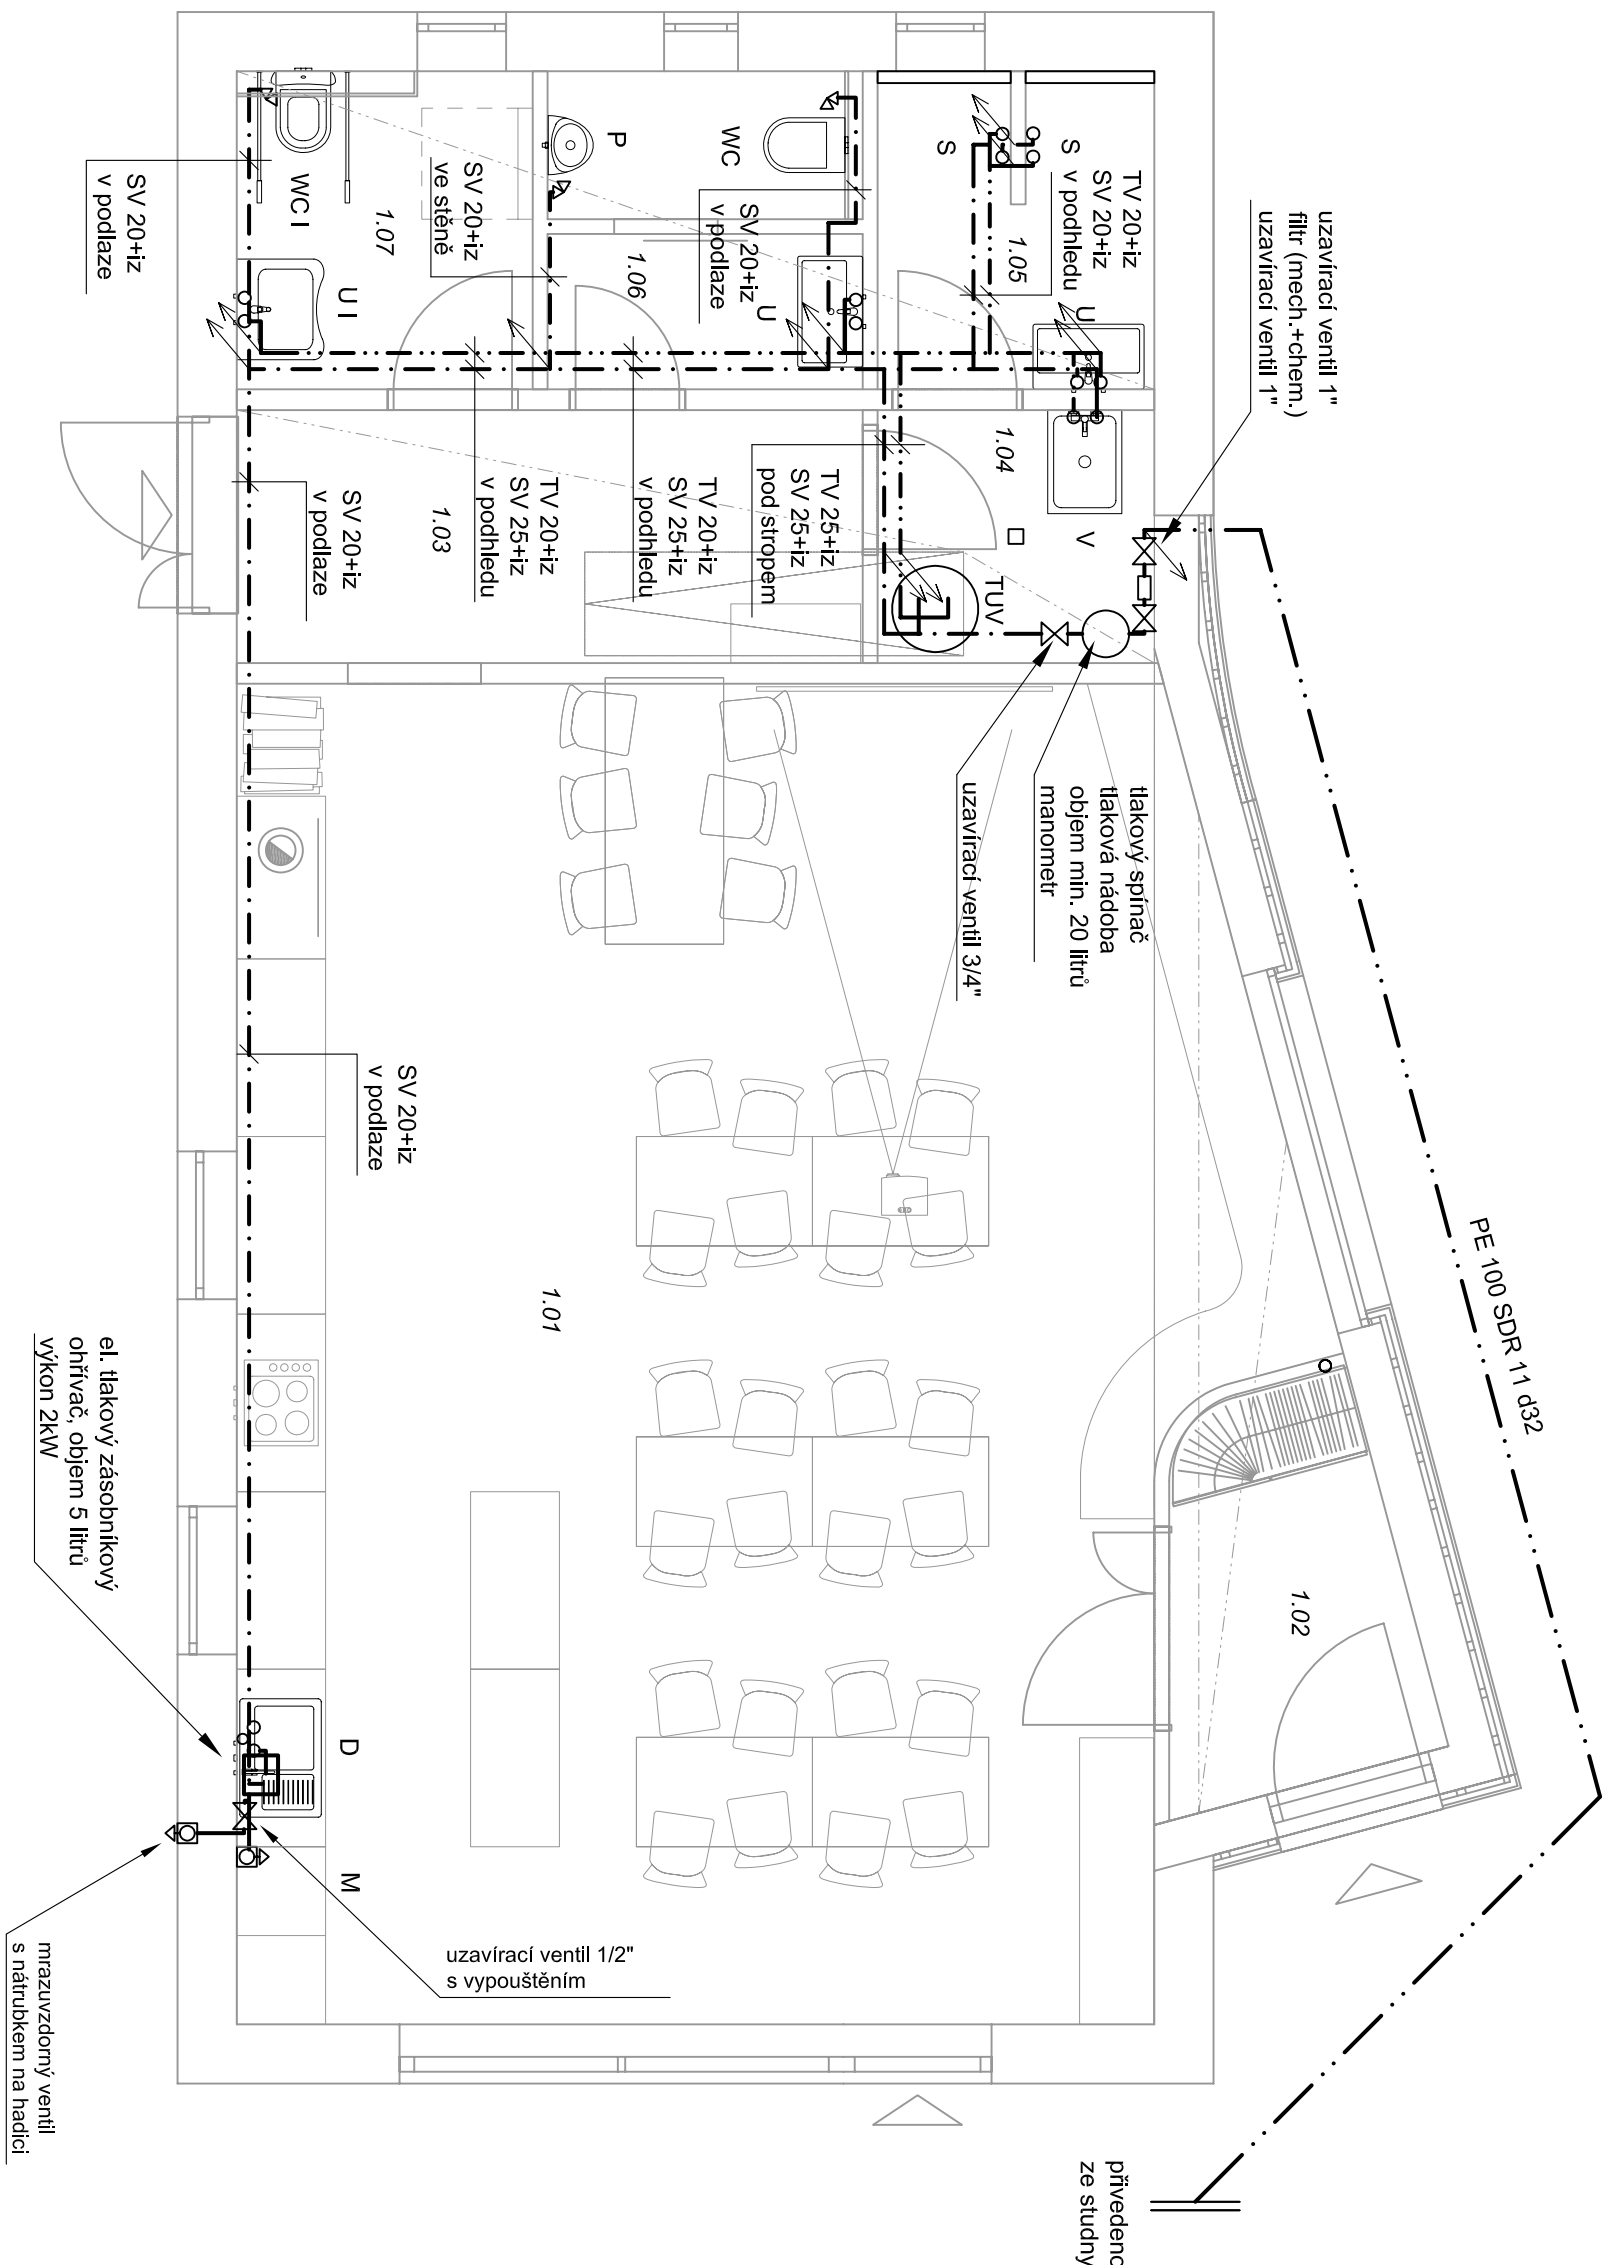 uzavírací ventil 1"
filtr (mech.+chem.)
uzavírací ventil 1"
PE 100 SDR 11 d32
přivedeno
ze studny
TV 20+iz
SV 20+iz
v podhledu
S
S
1.05
U
WC
P
SV 20+iz
v podlaze
U
1.06
SV 20+iz
ve stěně
1.07
WC I
U I
SV 20+iz
v podlaze
1.04
V
TUV
TV 25+iz
SV 25+iz
pod stropem
TV 20+iz
SV 25+iz
v podhledu
TV 20+iz
SV 25+iz
v podhledu
1.03
SV 20+iz
v podlaze
tlakový spínač
tlaková nádoba
objem min. 20 litrů
manometr
uzavírací ventil 3/4"
SV 20+iz
v podlaze
1.01
1.02
el. tlakový zásobníkový
ohřívač, objem 5 litrů
výkon 2kW
D
M
uzavírací ventil 1/2"
s vypouštěním
mrazuvzdorný ventil
s nátrubkem na hadici